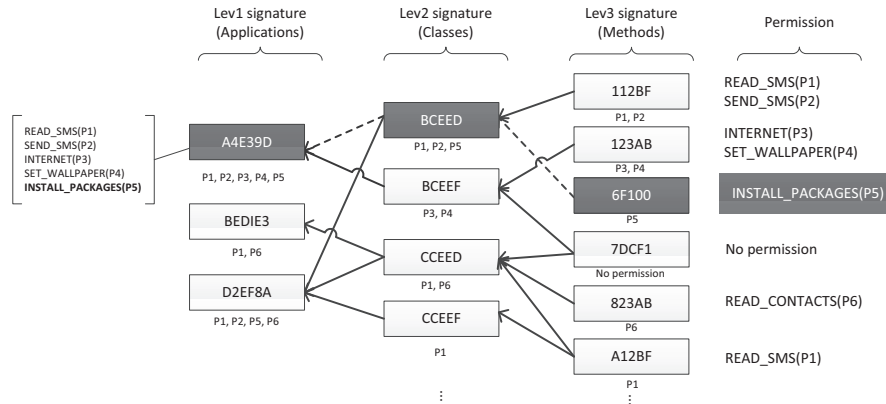 Lev1 signature
(Applications)
Lev2 signature
(Classes)
Lev3 signature
(Methods)
Permission
READ_SMS(P1)
SEND_SMS(P2)
INTERNET(P3)
SET_WALLPAPER(P4)
INSTALL_PACKAGES(P5)
A4E39D
P1, P2, P3, P4, P5
BEDIE3
P1, P6
D2EF8A
P1, P2, P5, P6
BCEED
P1, P2, P5
BCEEF
P3, P4
CCEED
P1, P6
CCEEF
P1
⋮
112BF
P1, P2
123AB
P3, P4
6F100
P5
7DCF1
No permission
823AB
P6
A12BF
P1
⋮
READ_SMS(P1)
SEND_SMS(P2)
INTERNET(P3)
SET_WALLPAPER(P4)
INSTALL_PACKAGES(P5)
No permission
READ_CONTACTS(P6)
READ_SMS(P1)